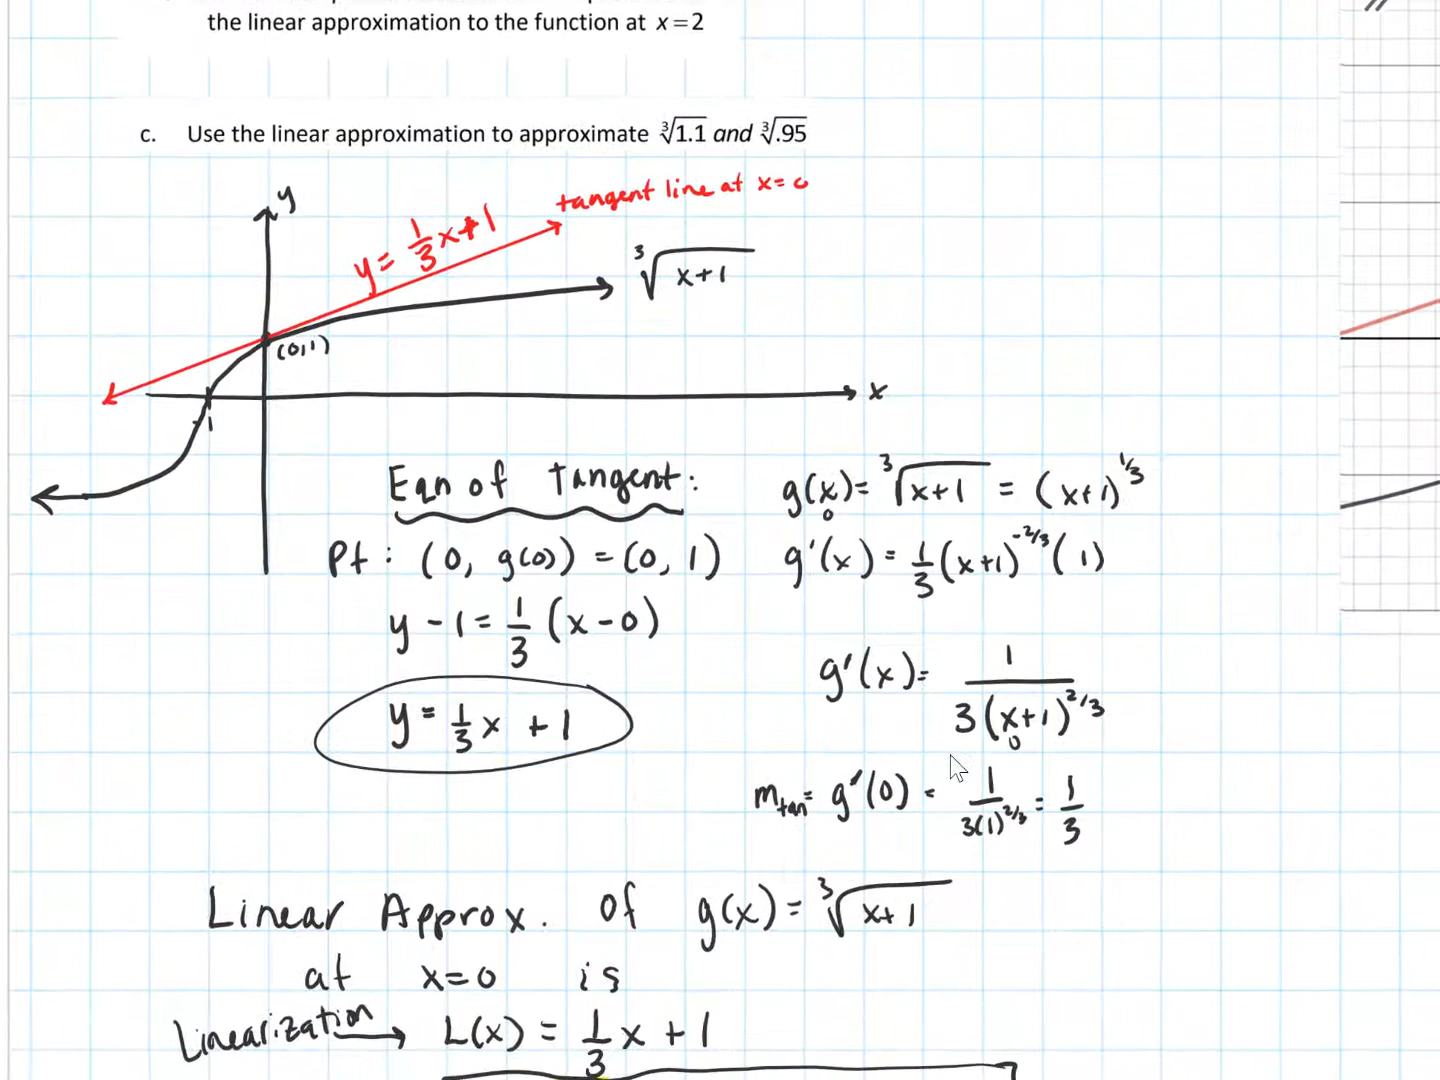 the linear approximation to the function at x=2
c. Use the linear approximation to approximate ∛1.1 and ∛.95
y
tangent line at x=0
y = 1/3 x+1
∛x+1
(0,1)
x
-1
Eqn of Tangent:
g(x)= ∛x+1 = (x+1)^1/3
0
Pt: (0, g(0)) = (0, 1)
g'(x) = 1/3 (x+1)^-2/3 (1)
y - 1 = 1/3 (x - 0)
g'(x) = 1/3(x+1)^2/3
0
y = 1/3 x + 1
m tan = g'(0) = 1/3(1)^2/3 = 1/3
Linear Approx. of g(x) = ∛x+1
at x=0 is
Linearization → L(x) = 1/3 x + 1